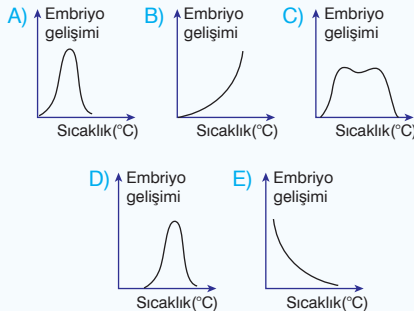 A) Embriyo
gelişimi
Sıcaklık(°C)
B) Embriyo
gelişimi
Sıcaklık(°C)
C) Embriyo
gelişimi
Sıcaklık(°C)
D) Embriyo
gelişimi
Sıcaklık(°C)
E) Embriyo
gelişimi
Sıcaklık(°C)